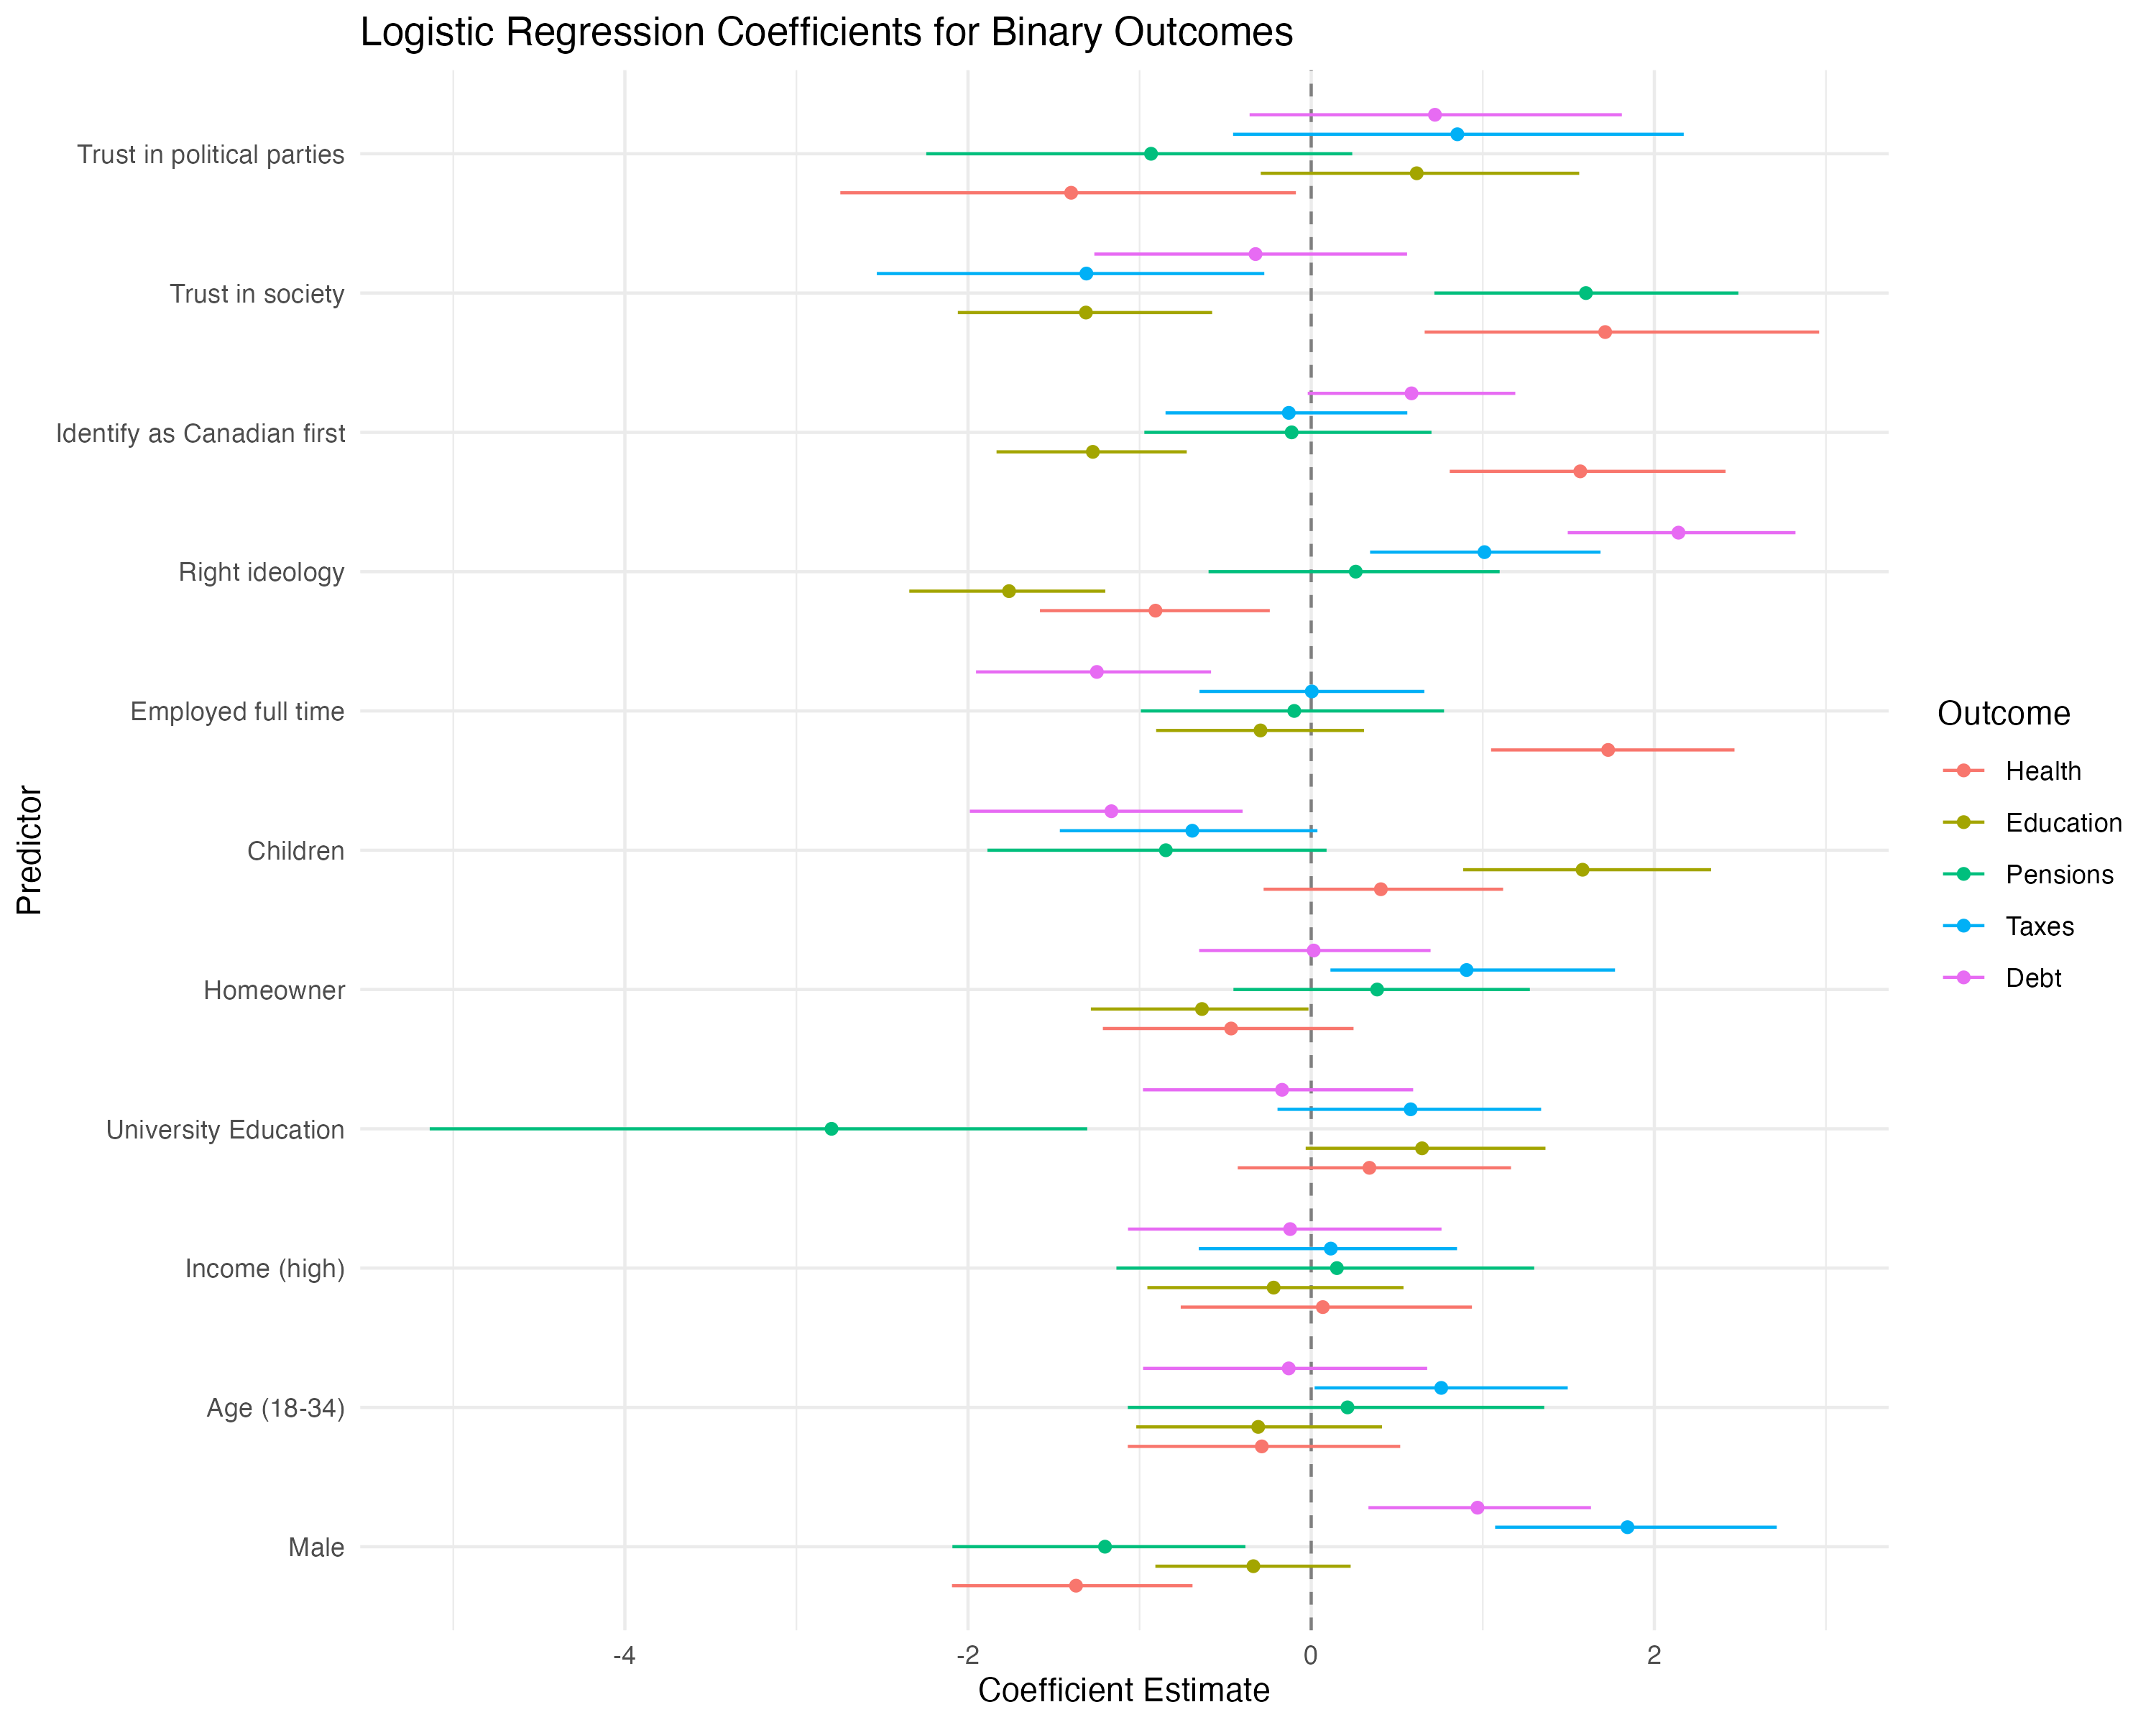 Logistic Regression Coefficients for Binary Outcomes
Predictor
Trust in political parties
Trust in society
Identify as Canadian first
Right ideology
Employed full time
Children
Homeowner
University Education
Income (high)
Age (18-34)
Male
-4 -2 0 2
Coefficient Estimate
Outcome
Health
Education
Pensions
Taxes
Debt